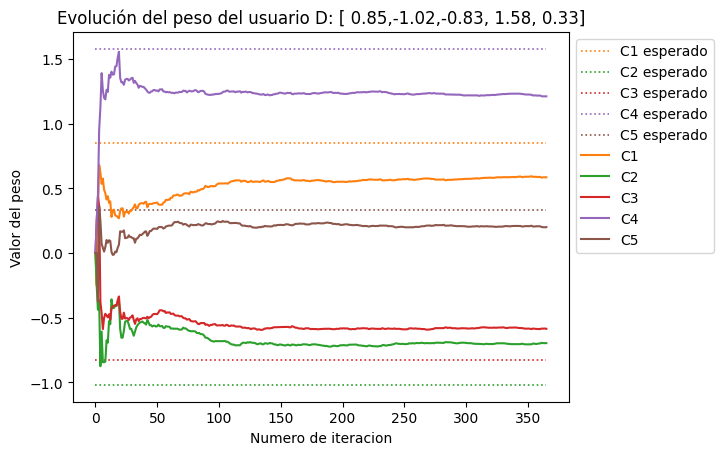 Evolución del peso del usuario D: [ 0.85,-1.02,-0.83, 1.58, 0.33]
C1 esperado
C2 esperado
C3 esperado
C4 esperado
C5 esperado
C1
C2
C3
C4
C5
Valor del peso
1.5
1.0
0.5
0.0
−0.5
−1.0
0 50 100 150 200 250 300 350
Numero de iteracion